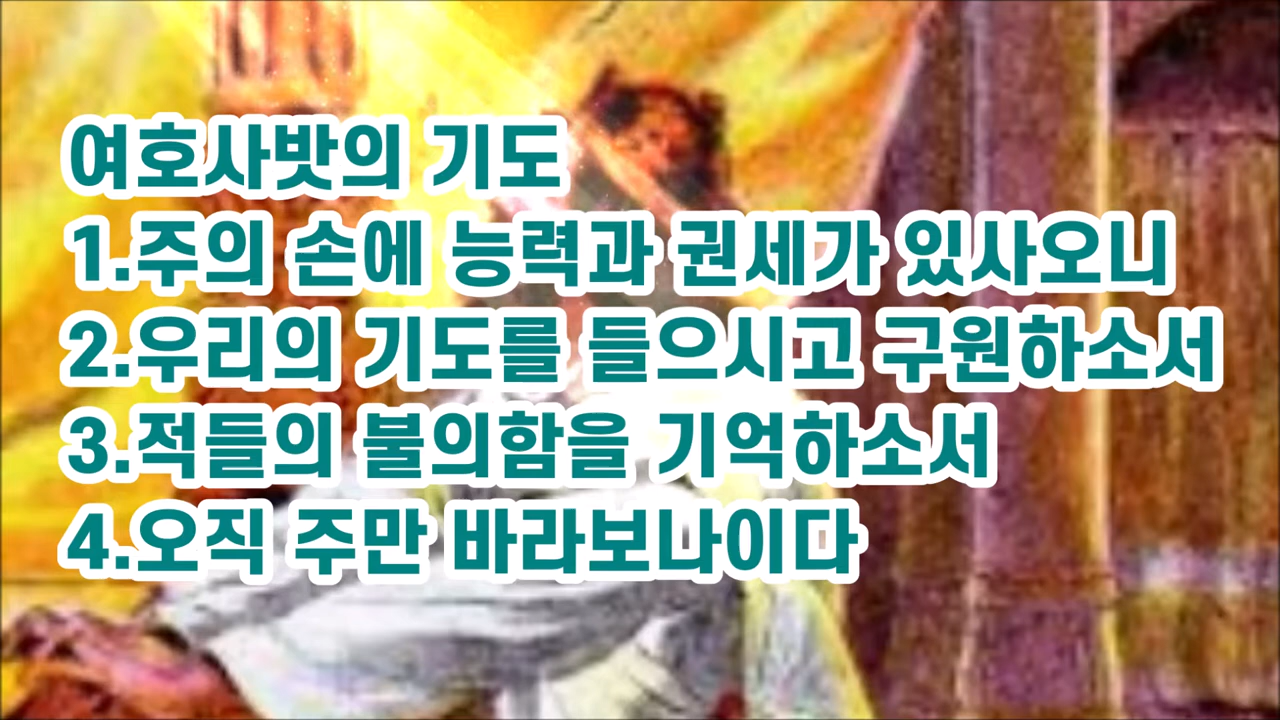 여호사밧의 기도
1.주의 손에 능력과 권세가 있사오니
2.우리의 기도를 들으시고 구원하소서
3.적들의 불의함을 기억하소서
4.오직 주만 바라보나이다